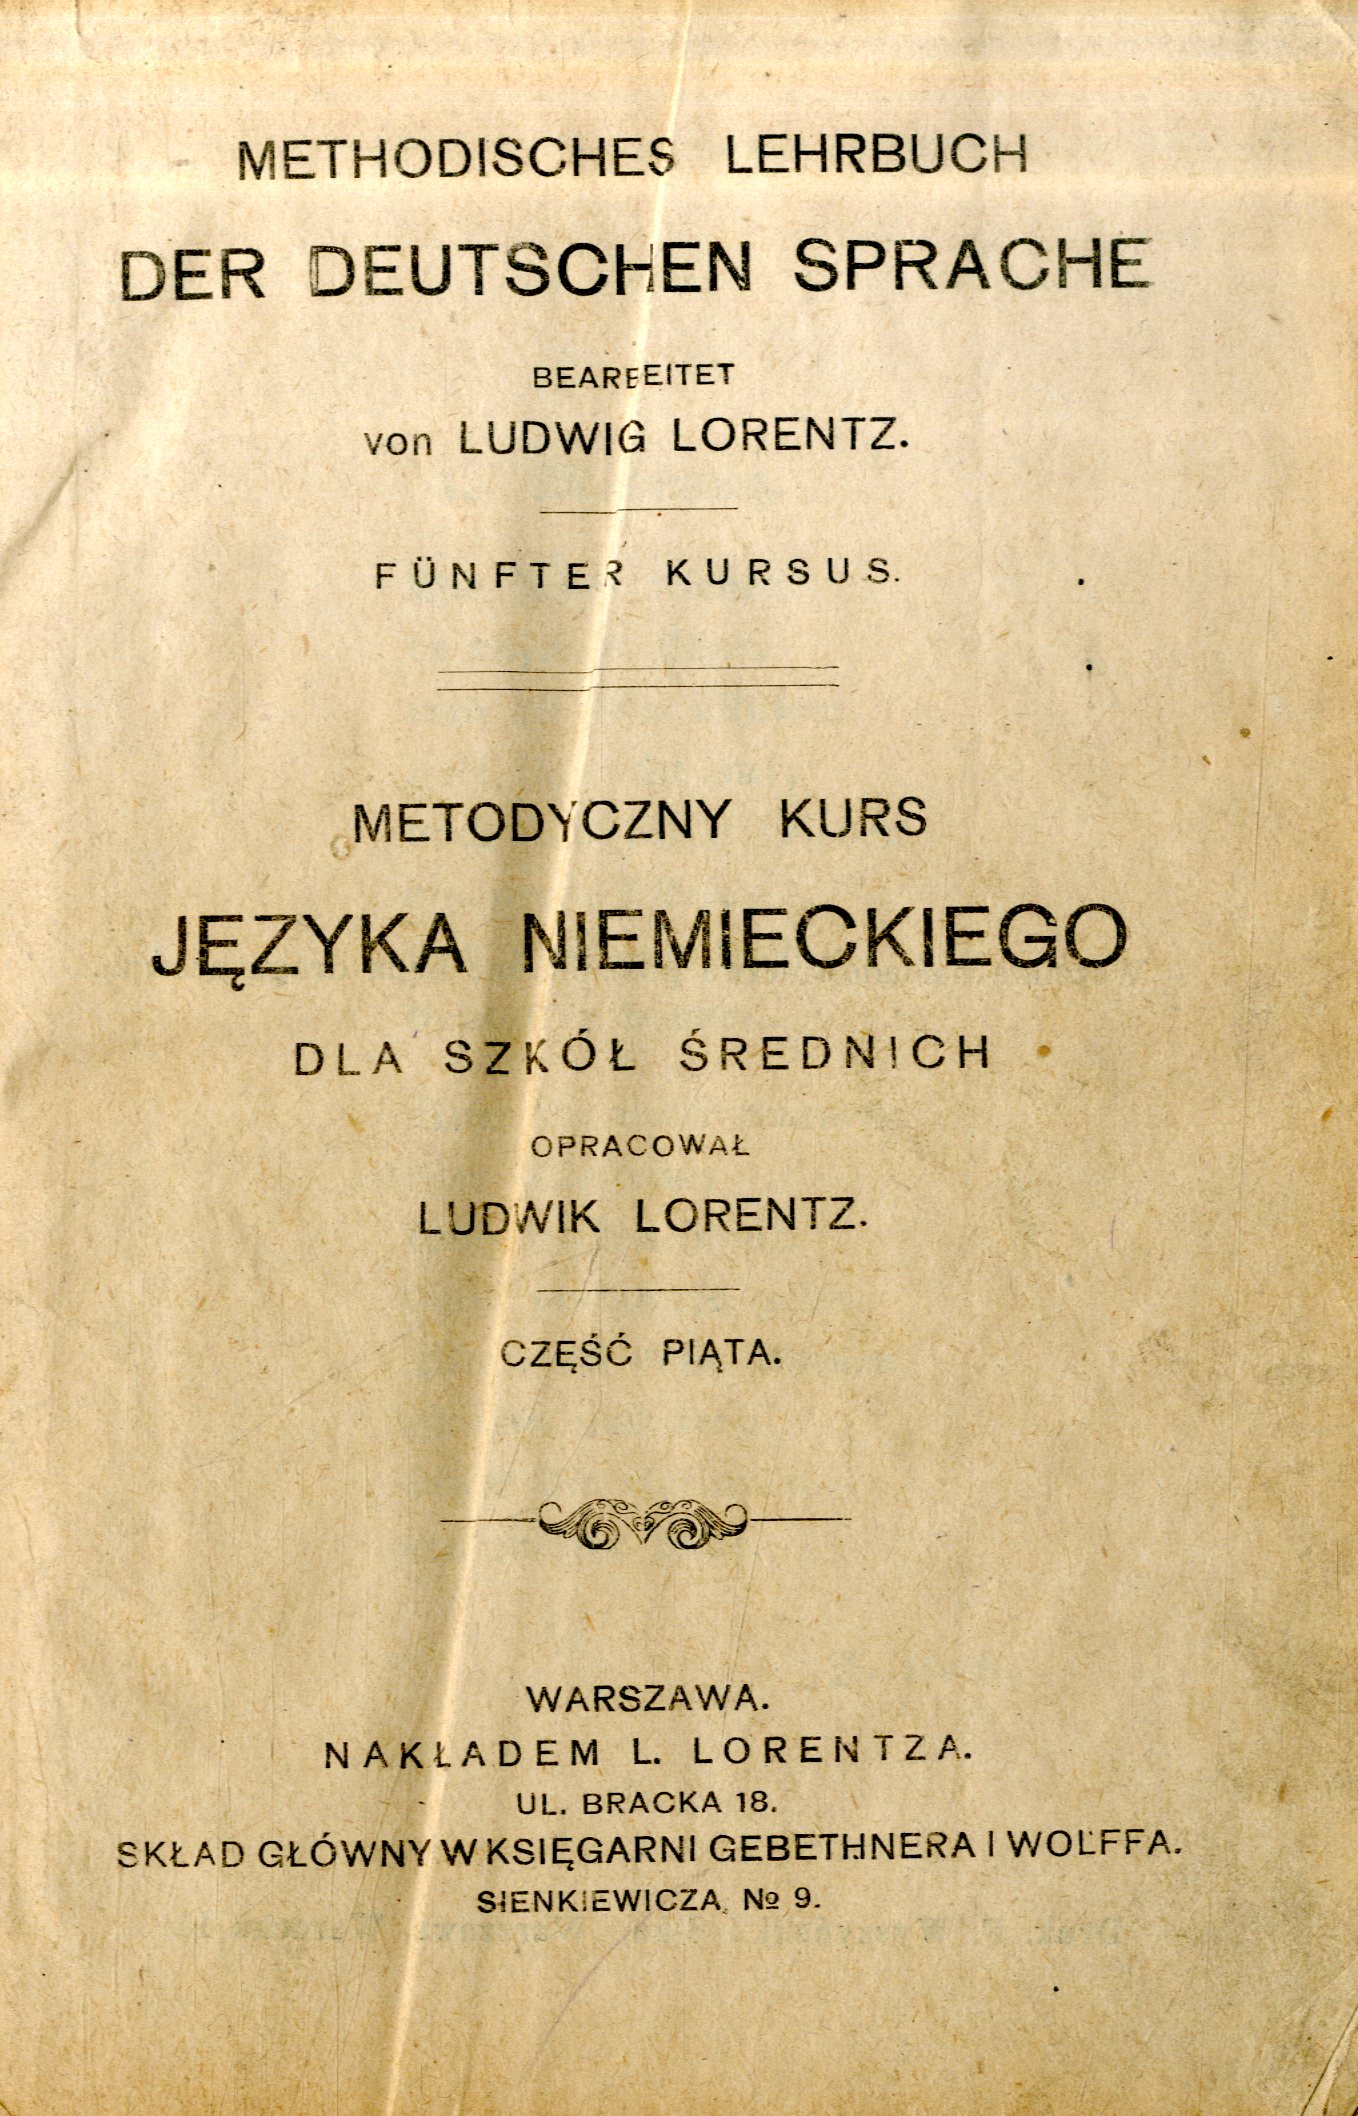 METHODISCHES LEHRBUCH
DER DEUTSCHEN SPRACHE
BEARBEITET
von LUDWIG LORENTZ.
FÜNFTER KURSUS.
METODYCZNY KURS
JĘZYKA NIEMIECKIEGO
DLA SZKÓŁ ŚREDNICH
OPRACOWAŁ
LUDWIK LORENTZ.
CZĘŚĆ PIĄTA.
WARSZAWA.
NAKŁADEM L. LORENTZA.
UL. BRACKA 18.
SKŁAD GŁÓWNY W KSIĘGARNI GEBETHNERA I WOLFFA.
SIENKIEWICZA, № 9.